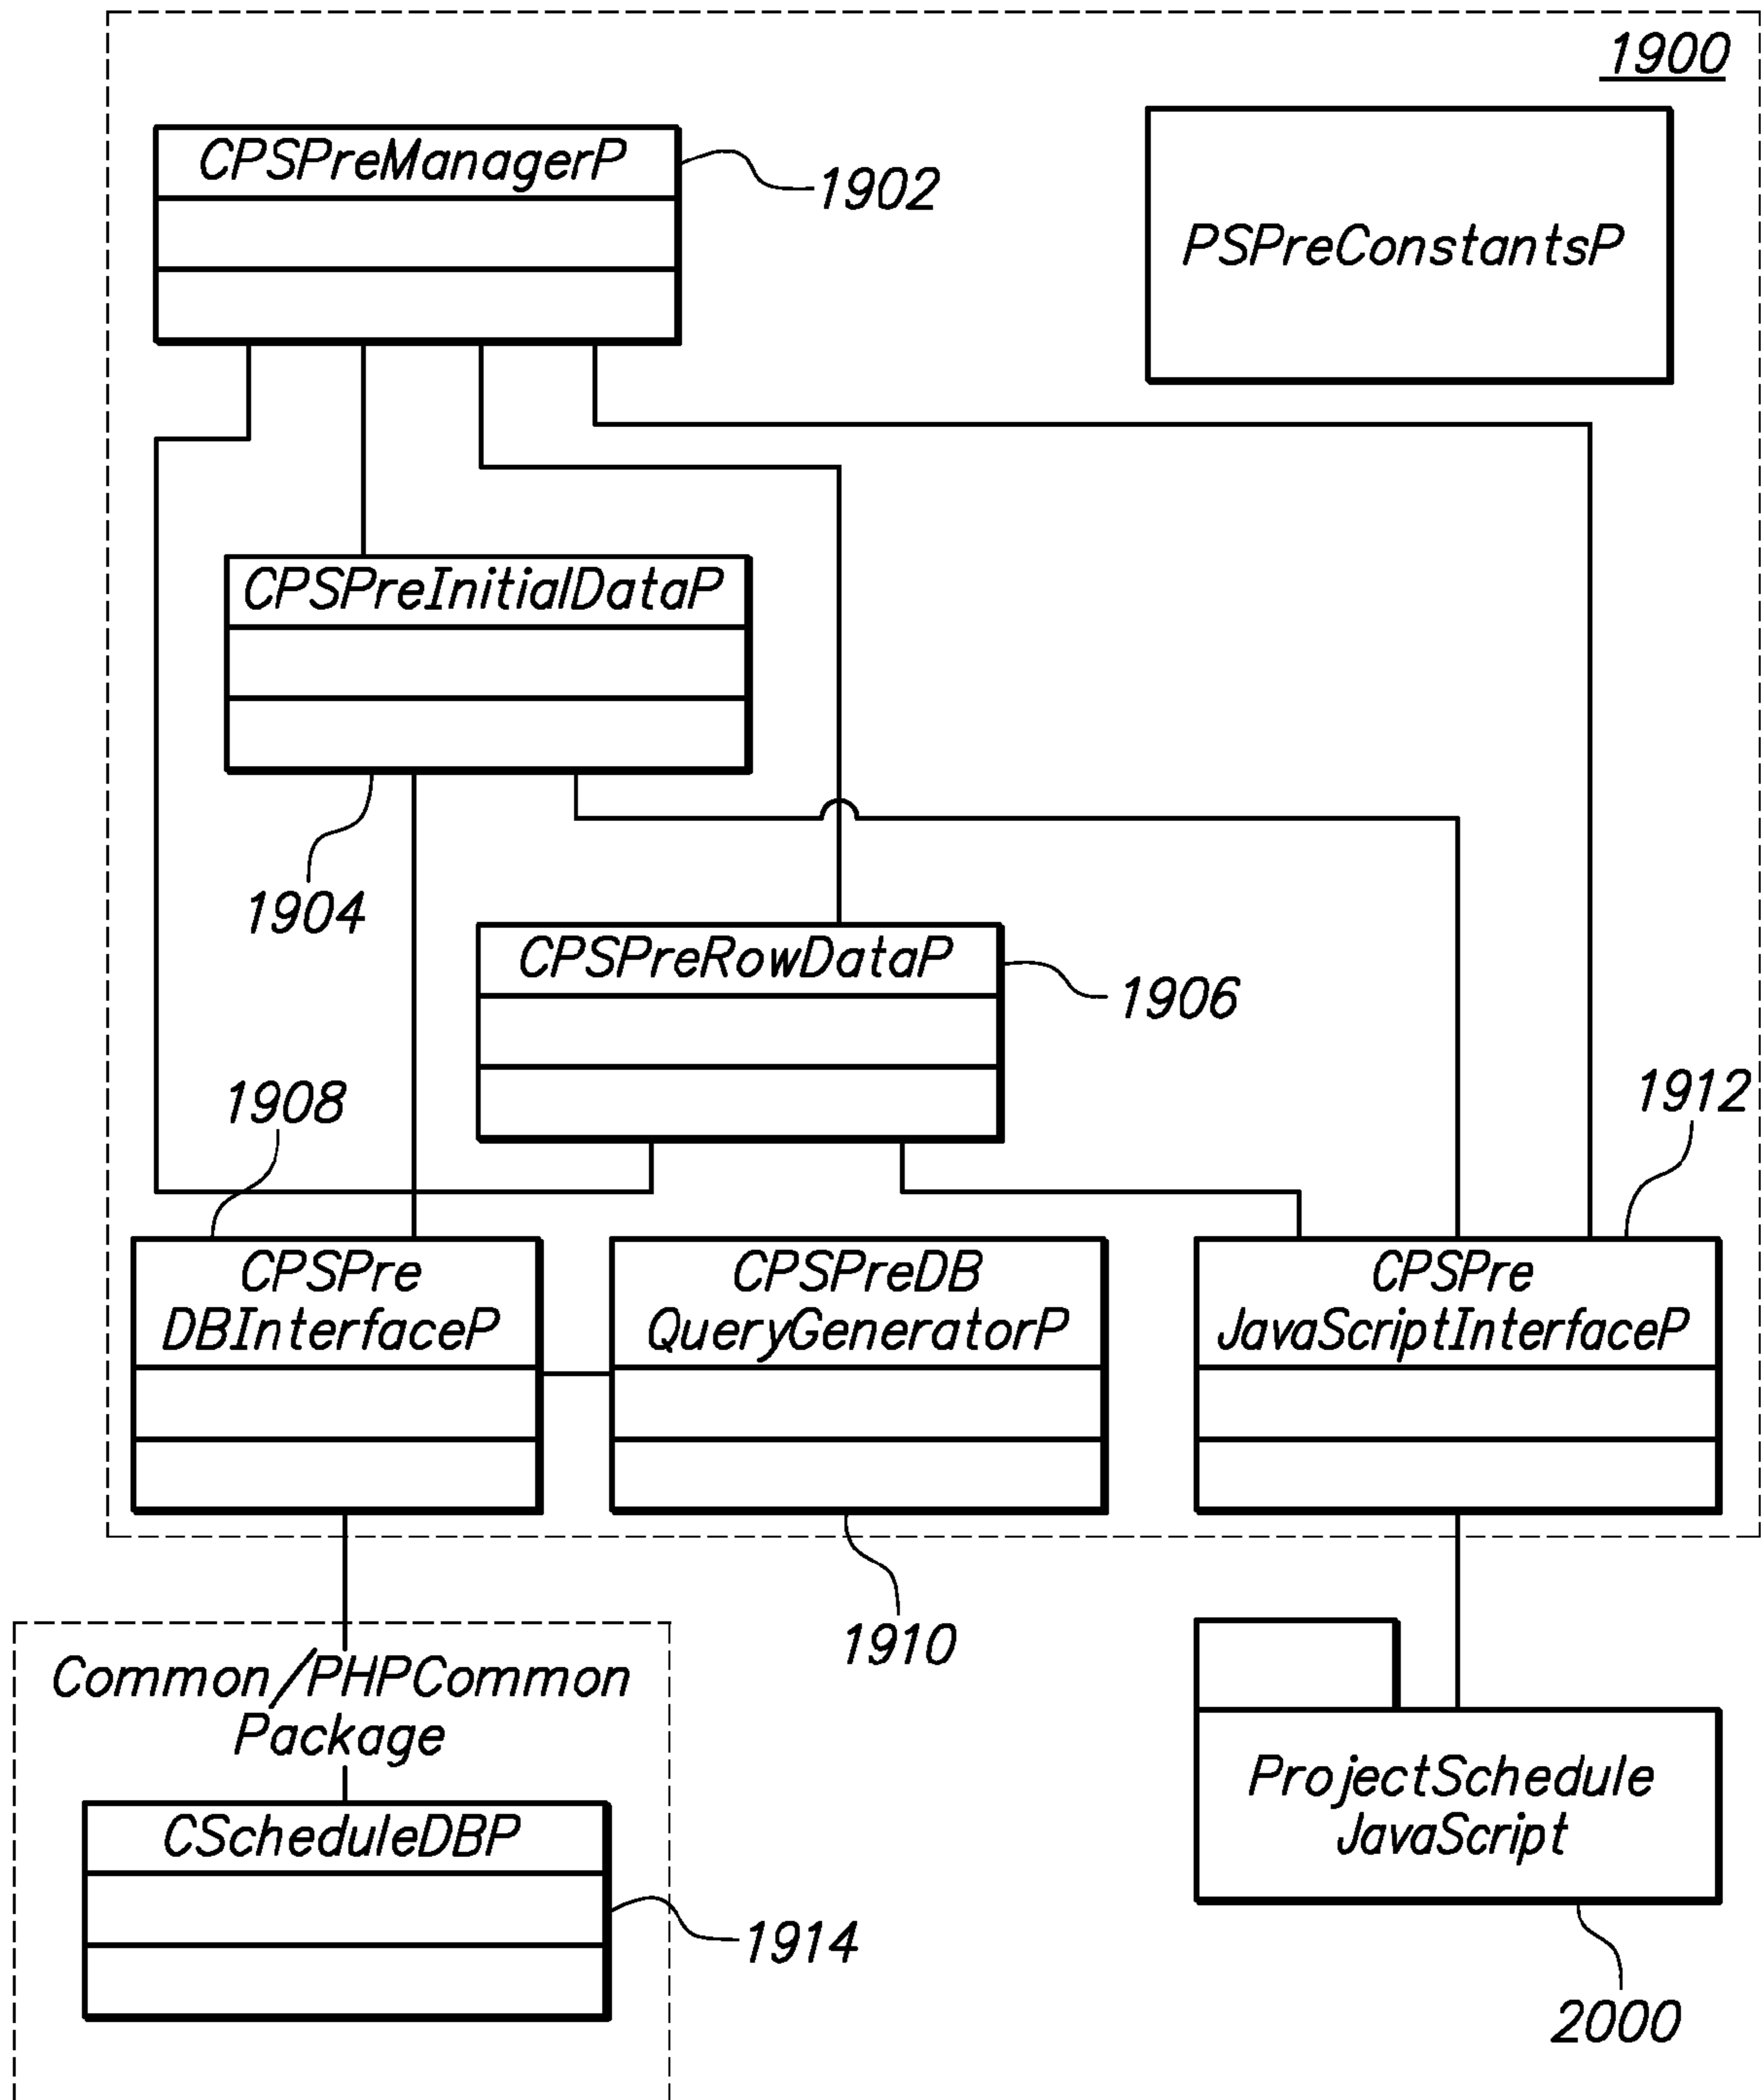 1900
CPSPreManagerP
1902
PSPreConstantsP
CPSPreInitialDataP
1904
CPSPreRowDataP
1906
1908
1912
CPSPre
DBInterfaceP
CPSPreDB
QueryGeneratorP
CPSPre
JavaScriptInterfaceP
1910
Common/PHPCommon
Package
CScheduleDBP
1914
ProjectSchedule
JavaScript
2000